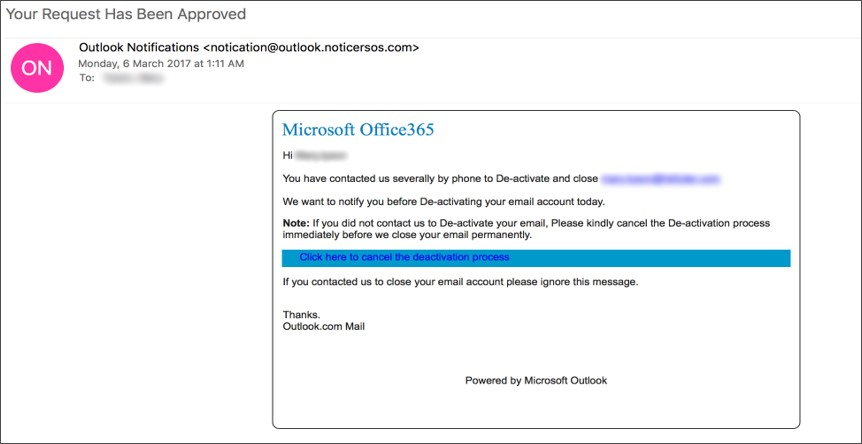 Your Request Has Been Approved
ON
Outlook Notifications <notication@outlook.noticersos.com>
Monday, 6 March 2017 at 1:11 AM
To:
Microsoft Office365
Hi
You have contacted us severally by phone to De-activate and close
We want to notify you before De-Activating your email account today.
Note: If you did not contact us to De-Activate your email, Please kindly cancel the De-activation process
immediately before we close your email permanently.
Click here to cancel the deactivation process
If you contacted us to close your email account please ignore this message.
Thanks.
Outlook.com Mail
Powered by Microsoft Outlook